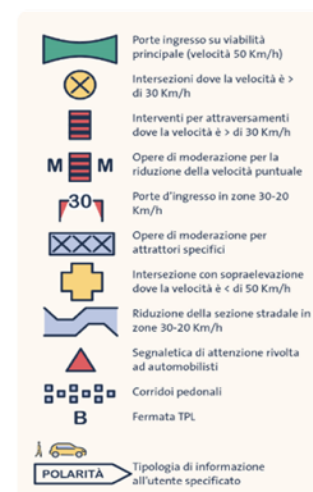 Porte ingresso su viabilità
principale (velocità 50 Km/h)
Intersezioni dove la velocità è >
di 30 Km/h
Interventi per attraversamenti
dove la velocità è > di 30 Km/h
M M
Opere di moderazione per la
riduzione della velocità puntuale
30
Porte d'ingresso in zone 30-20
Km/h
Opere di moderazione per
attrattori specifici
Intersezione con sopraelevazione
dove la velocità è < di 50 Km/h
Riduzione della sezione stradale in
zone 30-20 Km/h
Segnaletica di attenzione rivolta
ad automobilisti
Corridoi pedonali
B
Fermata TPL
POLARITÀ
Tipologia di informazione
all'utente specificato